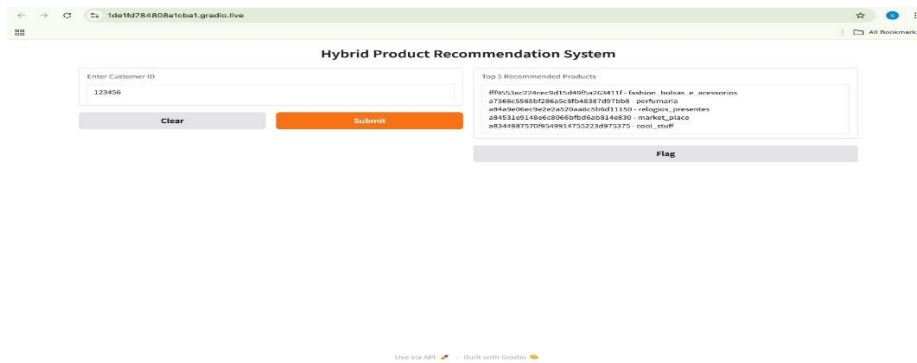 1de1fd784808a1cba1.gradio.live
All Bookmark
Hybrid Product Recommendation System
Enter Customer ID
123456
Clear
Submit
Top 5 Recommended Products
- fashion_bolsas_e_acessorios
- perfumaria
- relogios_presentes
- market_place
- cool_stuff
Flag
Use via API
·
Built with Gradio